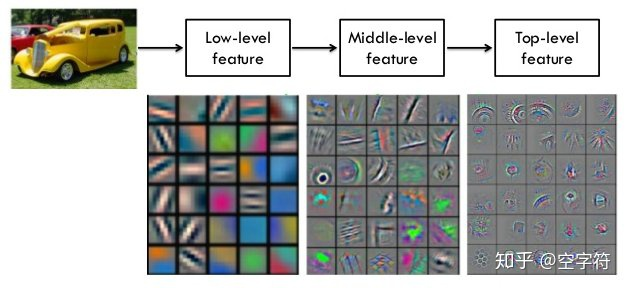 Low-level
feature
Middle-level
feature
Top-level
feature
知乎 @空字符